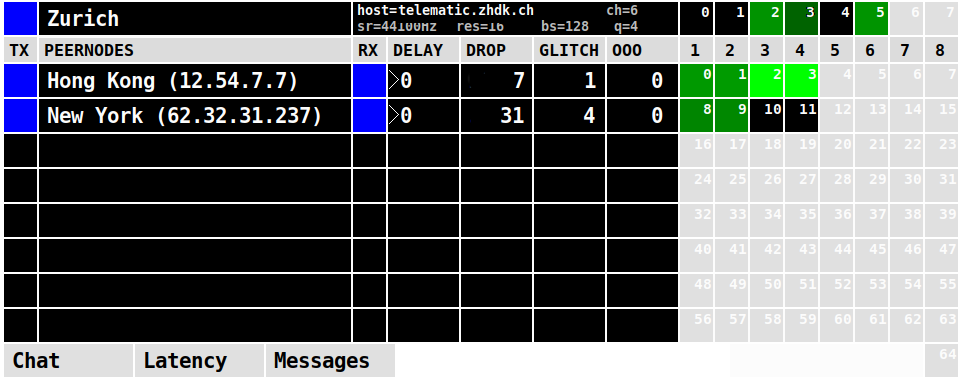 Zurich host=telematic.zhdk.ch ch=6 0 1 2 3 4 5 6 7
sr=44100Hz res=16 bs=128 q=4
TX PEERNODES RX DELAY DROP GLITCH OOO 1 2 3 4 5 6 7 8
Hong Kong (12.54.7.7) >0 7 1 0 0 1 2 3 4 5 6 7
New York (62.32.31.237) >0 31 4 0 8 9 10 11 12 13 14 15
16 17 18 19 20 21 22 23
24 25 26 27 28 29 30 31
32 33 34 35 36 37 38 39
40 41 42 43 44 45 46 47
48 49 50 51 52 53 54 55
56 57 58 59 60 61 62 63
Chat Latency Messages 64